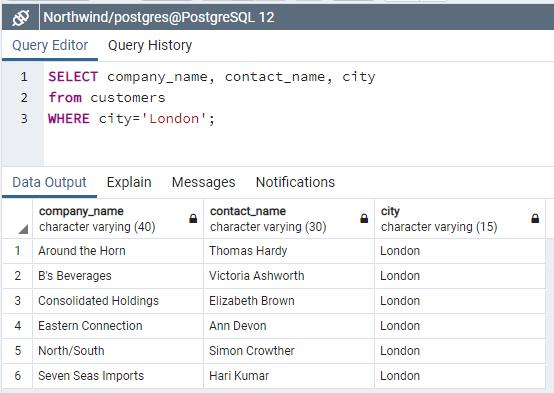 Northwind/postgres@PostgreSQL 12
Query Editor Query History
1 SELECT company_name, contact_name, city
2 from customers
3 WHERE city='London';
Data Output Explain Messages Notifications
company_name contact_name city
character varying (40) character varying (30) character varying (15)
1 Around the Horn Thomas Hardy London
2 B's Beverages Victoria Ashworth London
3 Consolidated Holdings Elizabeth Brown London
4 Eastern Connection Ann Devon London
5 North/South Simon Crowther London
6 Seven Seas Imports Hari Kumar London